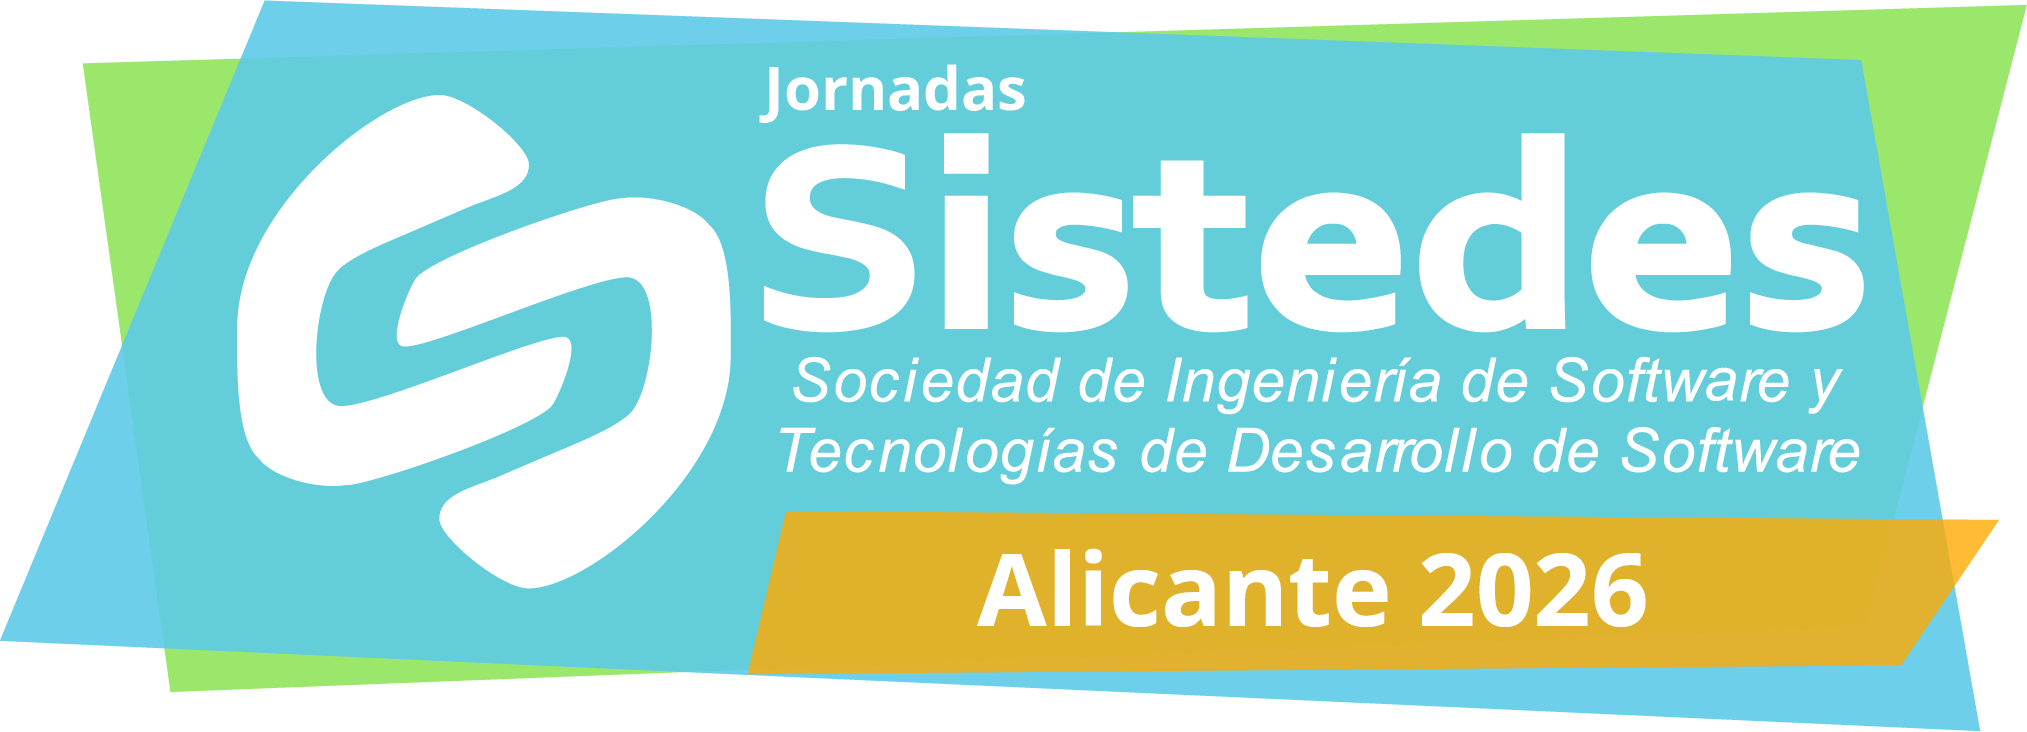 Jornadas
Sistedes
Sociedad de Ingeniería de Software y
Tecnologías de Desarrollo de Software
Alicante 2026